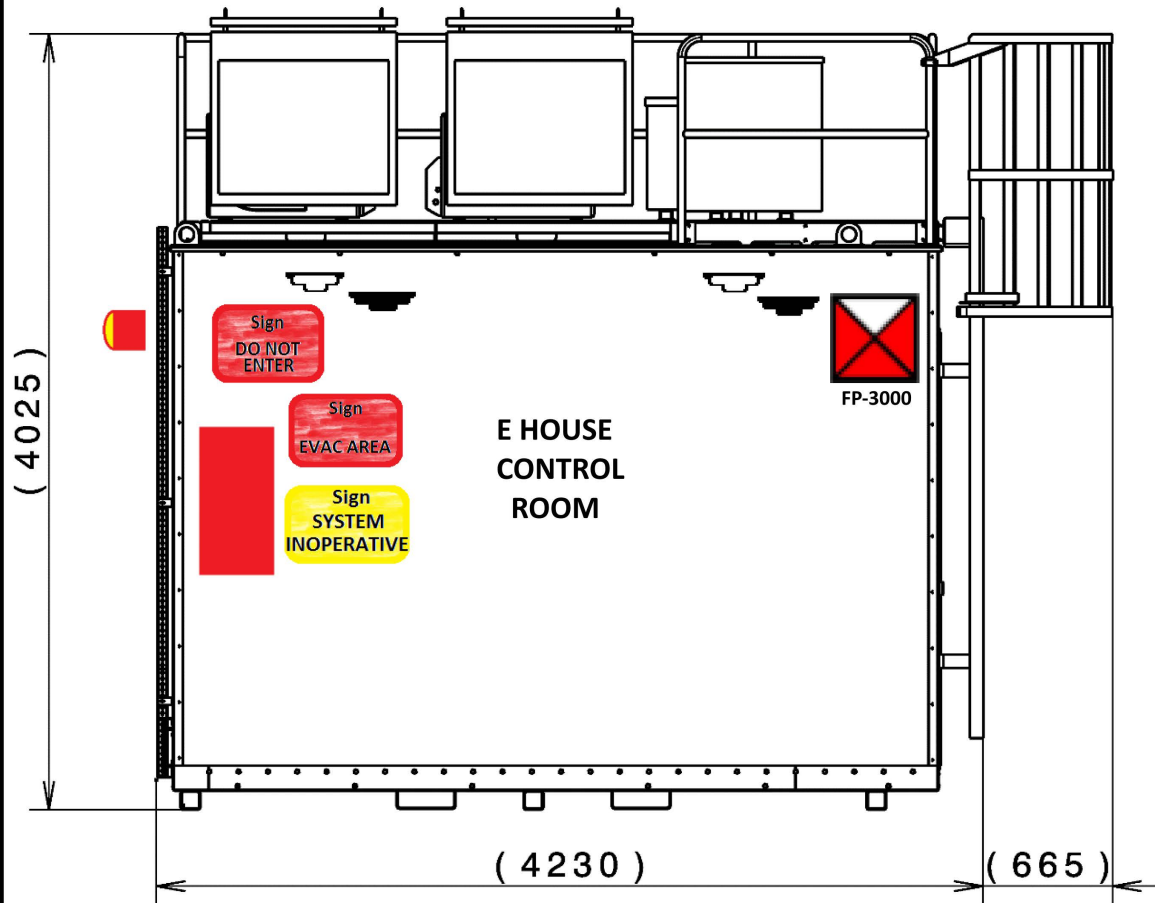 ( 4025 )
Sign
DO NOT
ENTER
FP-3000
Sign
EVAC AREA
E HOUSE
CONTROL
ROOM
Sign
SYSTEM
INOPERATIVE
( 4230 )
( 665 )